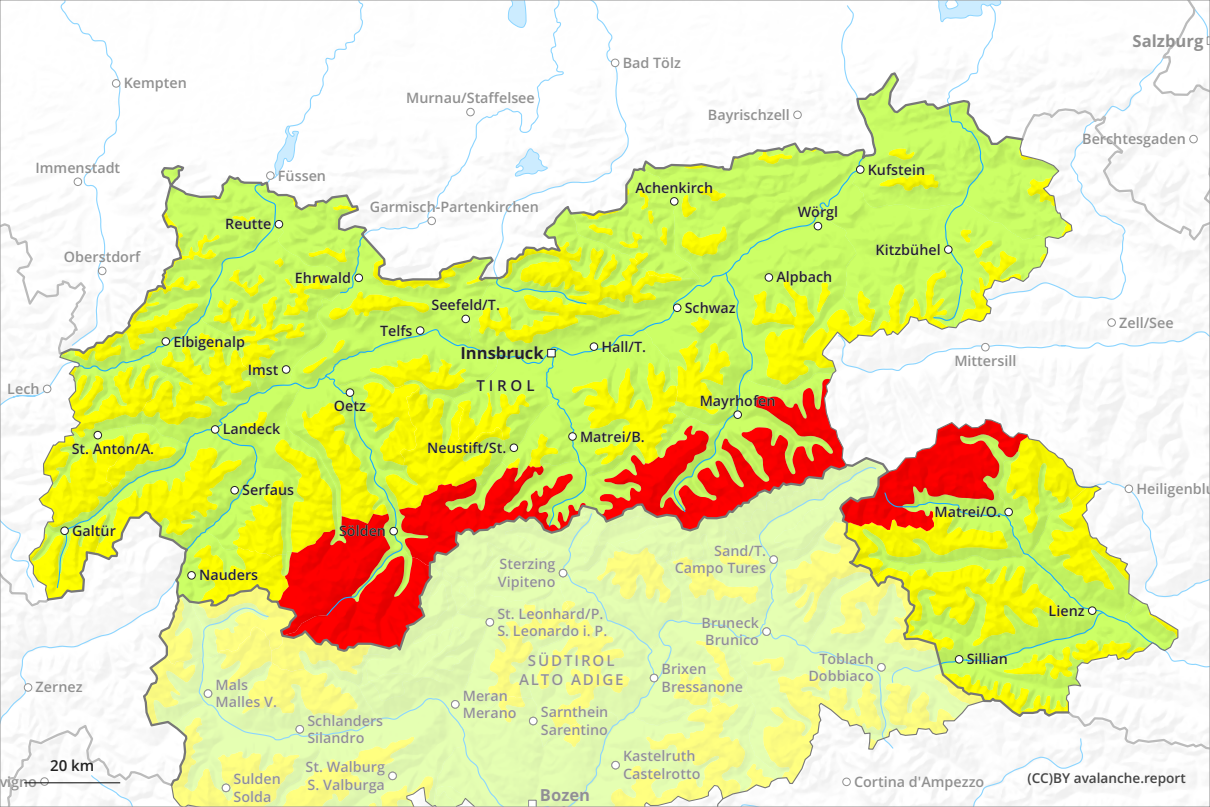 Salzburg
Bad Tölz
Kempten
Murnau/Staffelsee
Bayrischzell
Berchtesgaden
Immenstadt
Füssen
Kufstein
Achenkirch
Garmisch-Partenkirchen
Wörgl
Reutte
Kitzbühel
Oberstdorf
Ehrwald
Alpbach
Seefeld/T.
Schwaz
Telfs
Zell/See
Elbigenalp
Innsbruck
Hall/T.
Mittersill
Imst
TIROL
Lech
Oetz
Mayrhofen
Landeck
Matrei/B.
St. Anton/A.
Neustift/St.
Serfaus
Heiligenblu
Matrei/O.
Galtür
Sölden
Sand/T.
Campo Tures
Sterzing
Vipiteno
Nauders
Lienz
St. Leonhard/P.
S. Leonardo i. P.
Bruneck
Brunico
SÜDTIROL
ALTO ADIGE
Toblach
Dobbiaco
Sillian
Brixen
Bressanone
Zernez
Mals
Malles V.
Meran
Merano
Sarnthein
Sarentino
Schlanders
Silandro
Kastelruth
Castelrotto
St. Walburg
S. Valburga
20 km
vigno
Sulden
Solda
Cortina d'Ampezzo
(CC)BY avalanche.report
Bozen